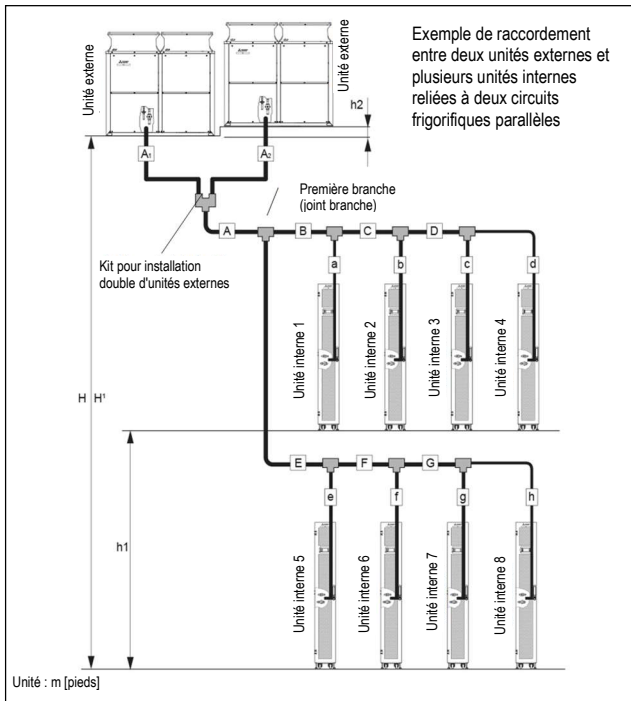 Exemple de raccordement
entre deux unités externes et
plusieurs unités internes
reliées à deux circuits
frigorifiques parallèles
Unité externe
Unité externe
h2
A1
A2
Première branche
(joint branche)
A
B
C
D
Kit pour installation
double d'unités externes
a
b
c
d
Unité interne 1
Unité interne 2
Unité interne 3
Unité interne 4
H
H¹
E
F
G
e
f
g
h
h1
Unité interne 5
Unité interne 6
Unité interne 7
Unité interne 8
Unité : m [pieds]